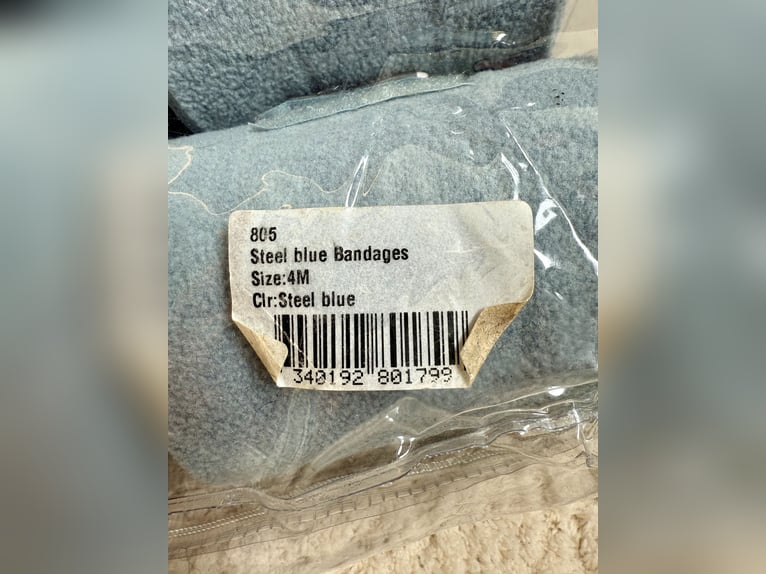 805
Steel blue Bandages
Size:4M
Clr:Steel blue
340192 801799